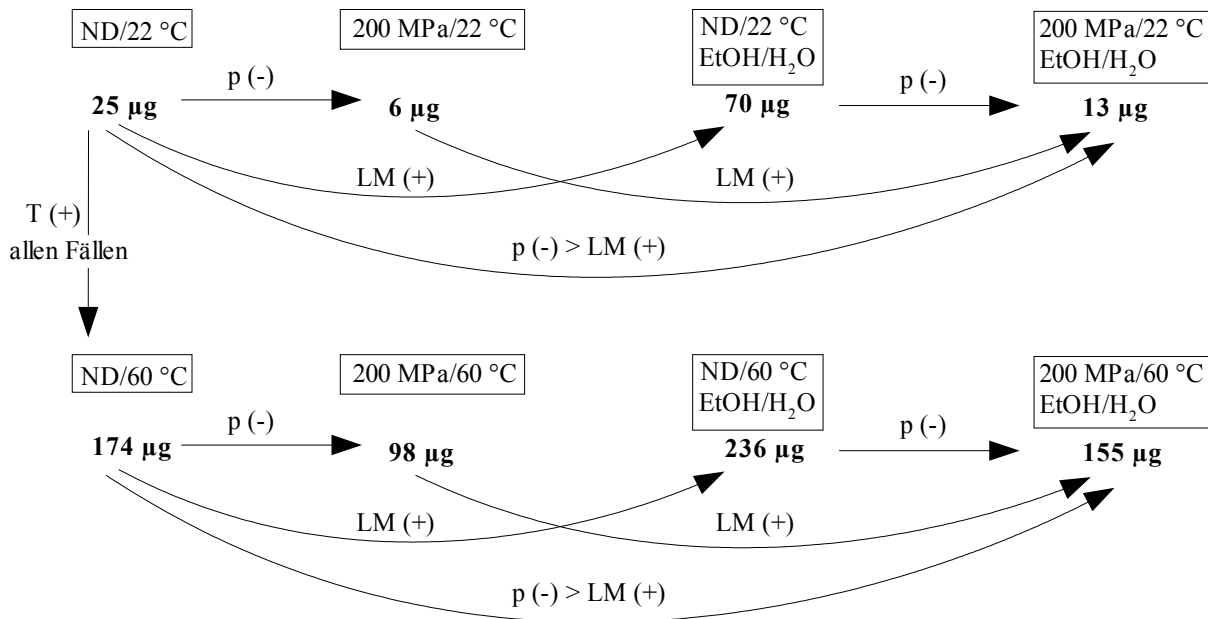 ND/22 °C
200 MPa/22 °C
ND/22 °C
EtOH/H₂O
200 MPa/22 °C
EtOH/H₂O
p (-)
p (-)
25 µg
6 µg
70 µg
13 µg
LM (+)
LM (+)
T (+)
allen Fällen
p (-) > LM (+)
ND/60 °C
200 MPa/60 °C
ND/60 °C
EtOH/H₂O
200 MPa/60 °C
EtOH/H₂O
p (-)
p (-)
174 µg
98 µg
236 µg
155 µg
LM (+)
LM (+)
p (-) > LM (+)